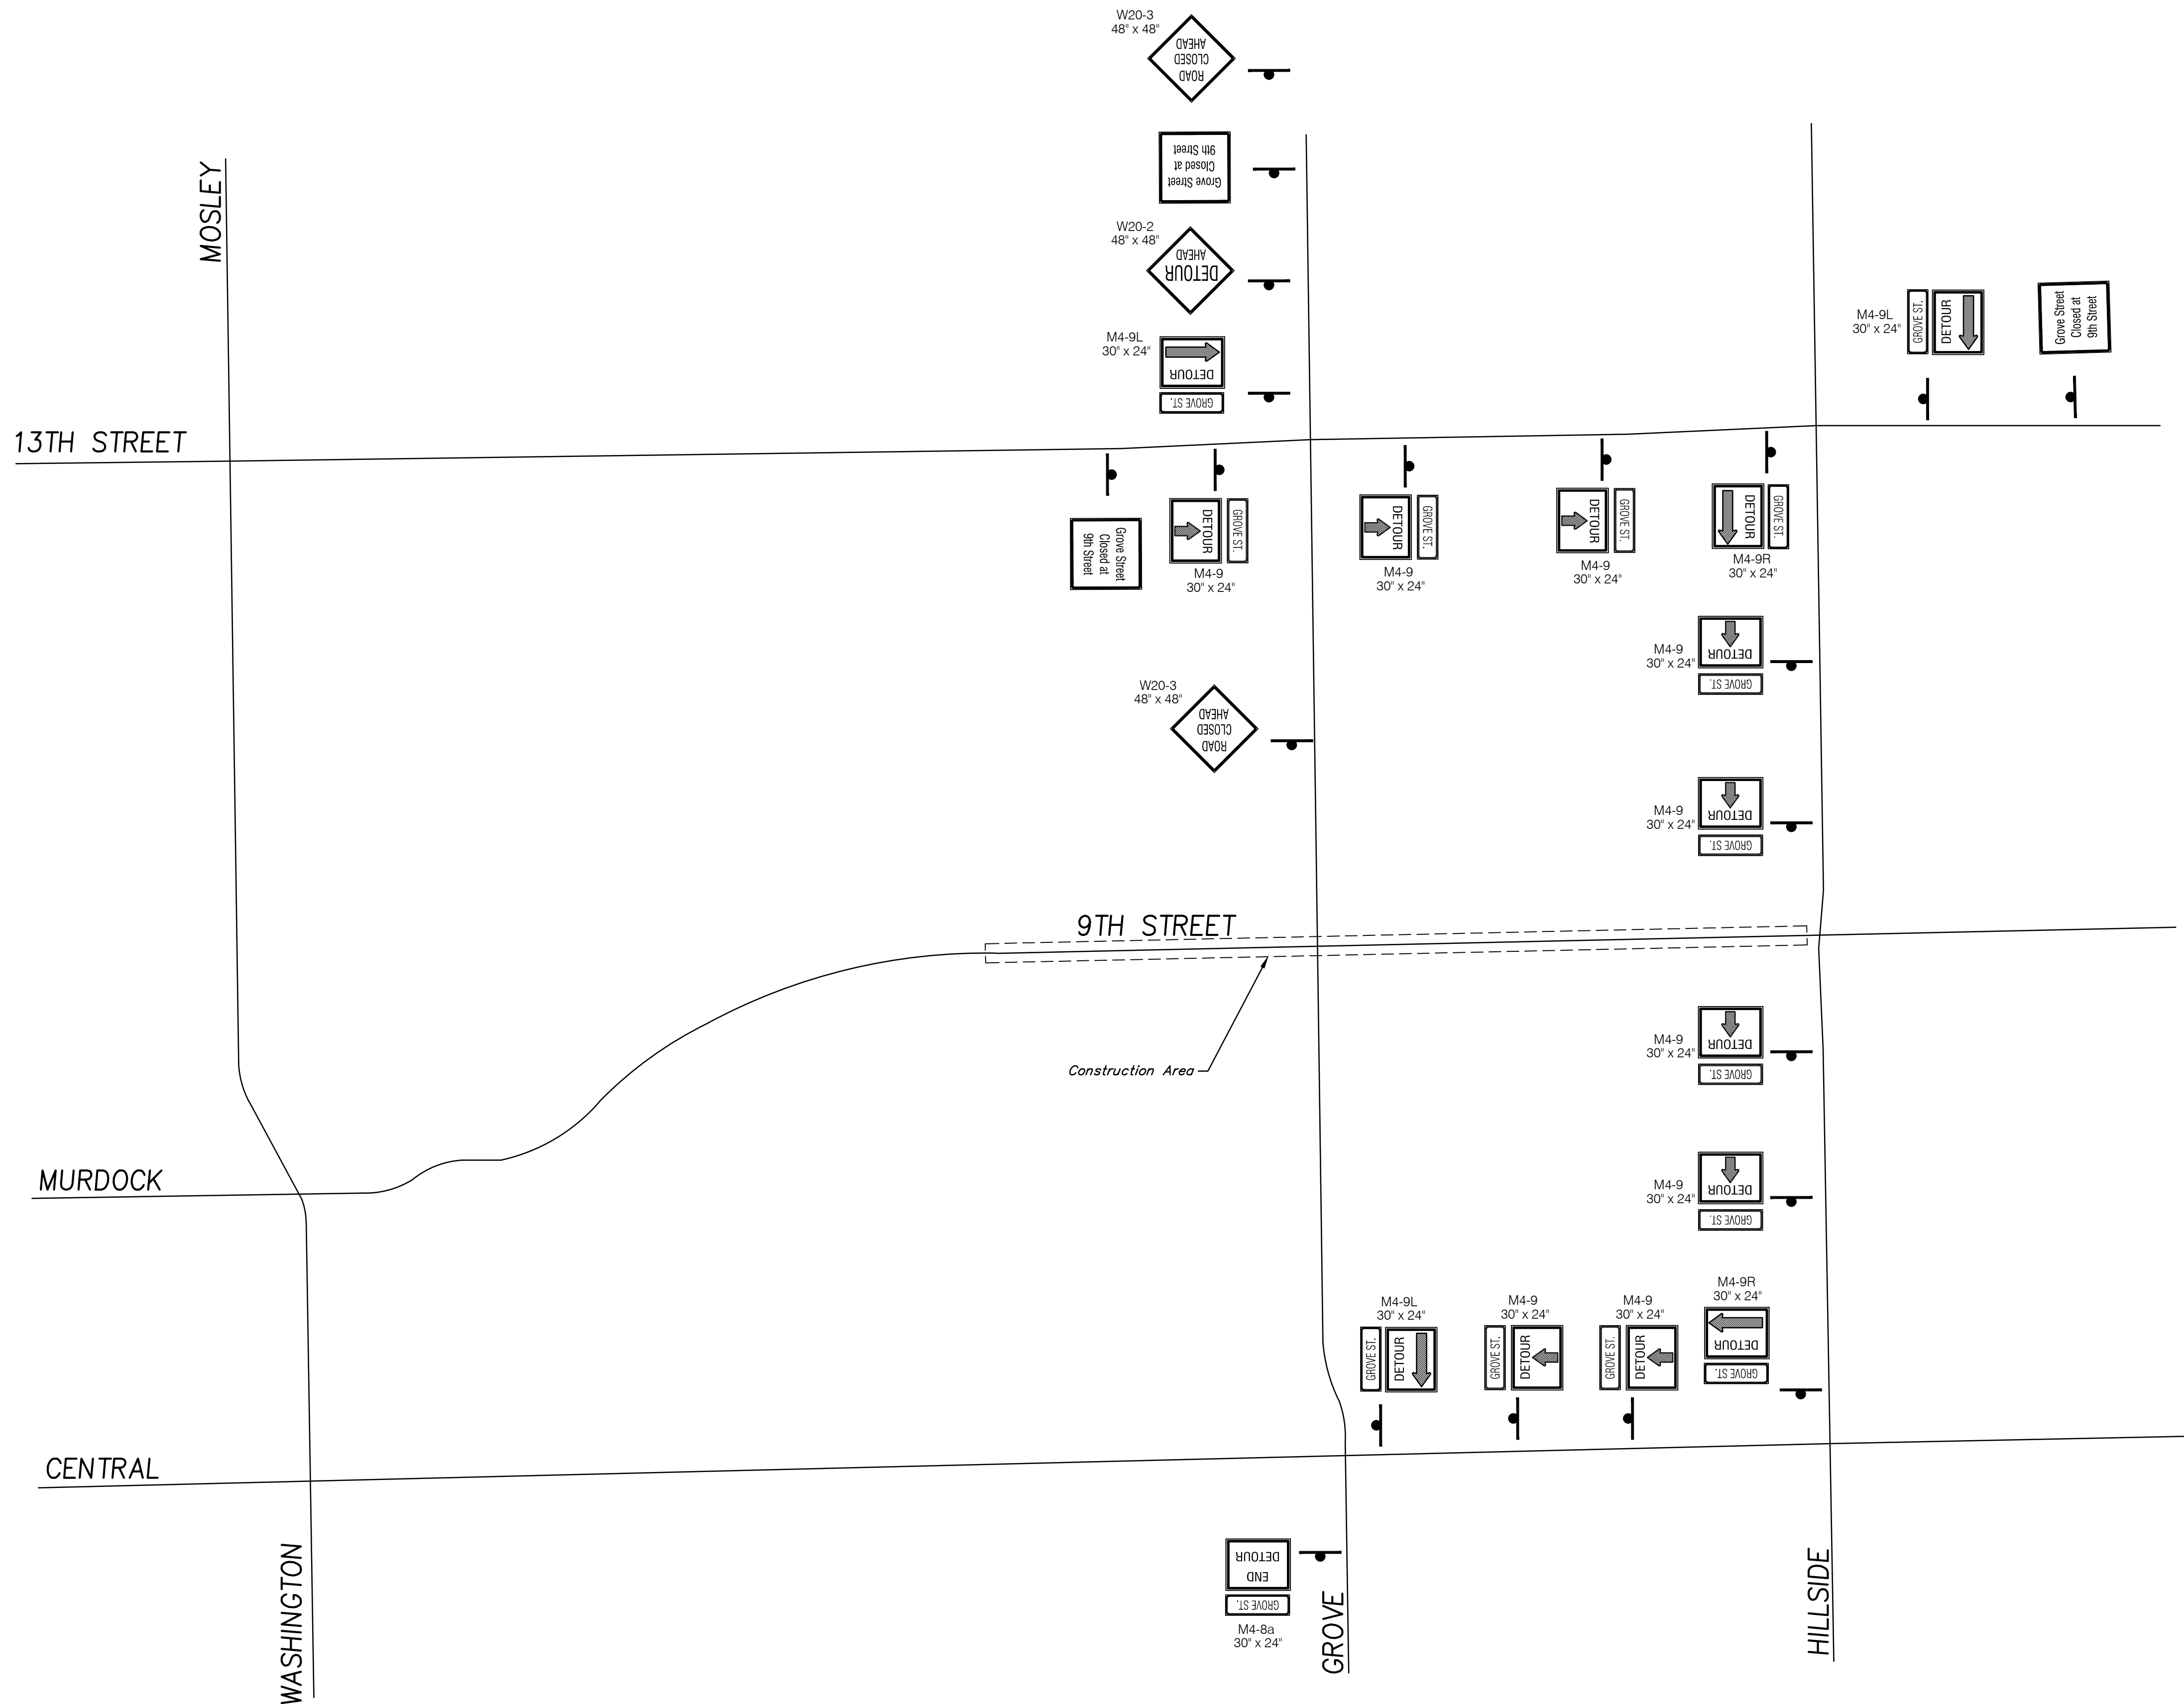 W20-3
48" x 48"
ROAD
CLOSED
AHEAD
Grove Street
Closed at
9th Street
W20-2
48" x 48"
DETOUR
AHEAD
M4-9L
30" x 24"
GROVE ST.
DETOUR
MOSLEY
13TH STREET
M4-9L
30" x 24"
GROVE ST.
DETOUR
Grove Street
Closed at
9th Street
Grove Street
Closed at
9th Street
GROVE ST.
DETOUR
M4-9
30" x 24"
GROVE ST.
DETOUR
M4-9
30" x 24"
GROVE ST.
DETOUR
M4-9
30" x 24"
GROVE ST.
DETOUR
M4-9R
30" x 24"
M4-9
30" x 24"
GROVE ST.
DETOUR
W20-3
48" x 48"
ROAD
CLOSED
AHEAD
M4-9
30" x 24"
GROVE ST.
DETOUR
9TH STREET
Construction Area
M4-9
30" x 24"
GROVE ST.
DETOUR
MURDOCK
M4-9
30" x 24"
GROVE ST.
DETOUR
M4-9L
30" x 24"
GROVE ST.
DETOUR
M4-9
30" x 24"
GROVE ST.
DETOUR
M4-9
30" x 24"
GROVE ST.
DETOUR
M4-9R
30" x 24"
GROVE ST.
DETOUR
CENTRAL
WASHINGTON
GROVE ST.
END
DETOUR
M4-8a
30" x 24"
GROVE
HILLSIDE